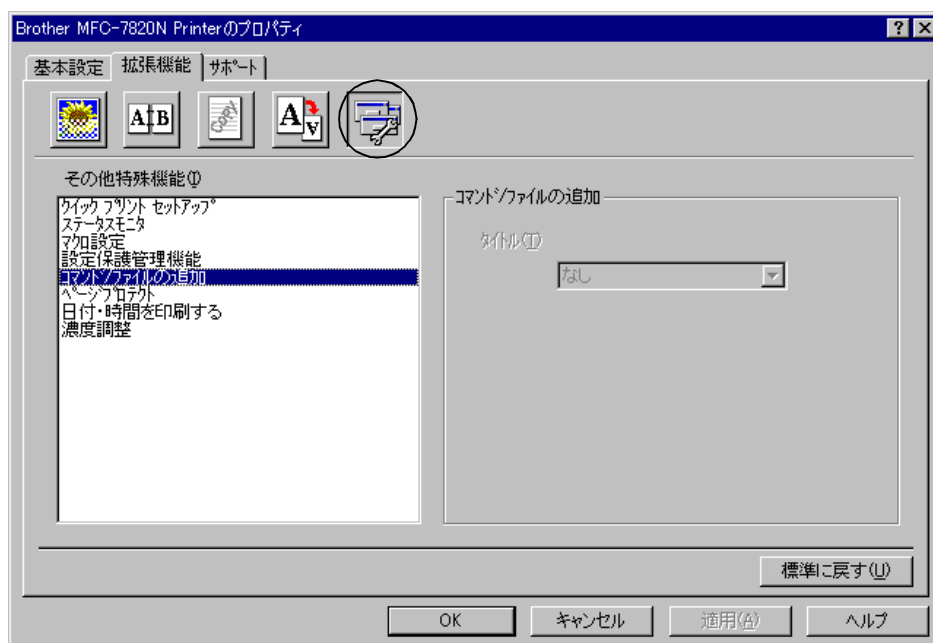 Brother MFC-7820N Printerのプロパティ
基本設定 拡張機能 サポート
A B Copy A A
その他特殊機能(I)
クイック プリント セットアップ
ステータスモニタ
マクロ設定
設定保護管理機能
コマンド/ファイルの追加
ページプロテクト
日付・時間を印刷する
濃度調整
コマンド/ファイルの追加
タイトル(T)
なし
標準に戻す(U)
OK キャンセル 適用(A) ヘルプ